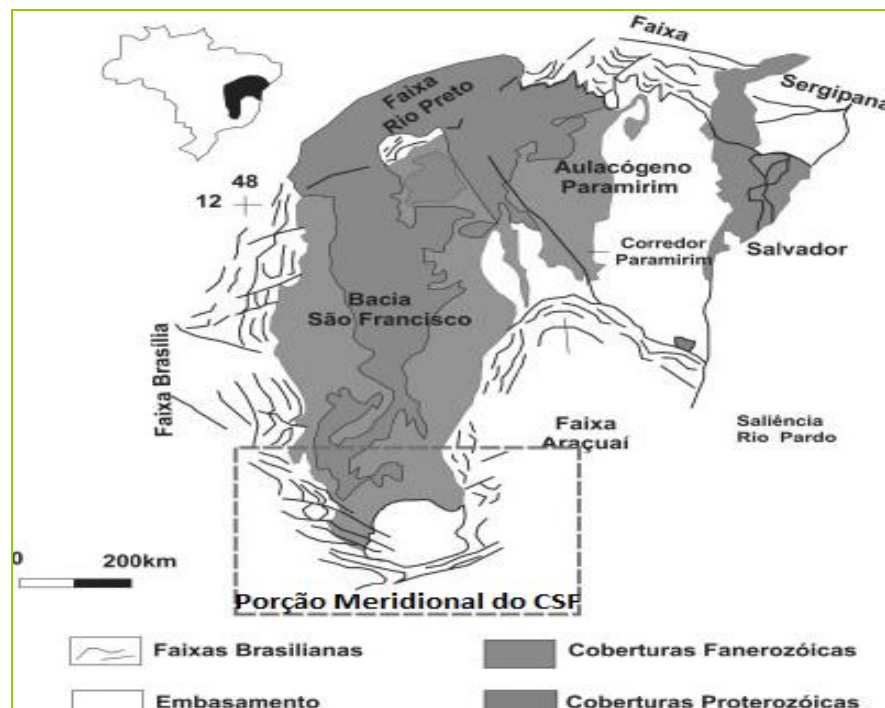 Faixa
Sergipana
Faixa
Rio Preto
Aulacógeno
Paramirim
48
12
Corredor
Paramirim
Salvador
Bacia
São Francisco
Faixa Brasília
Faixa
Araçuaí
Saliência
Rio Pardo
0
200km
Porção Meridional do CSF
Faixas Brasilianas
Coberturas Fanerozóicas
Embasamento
Coberturas Proterozóicas